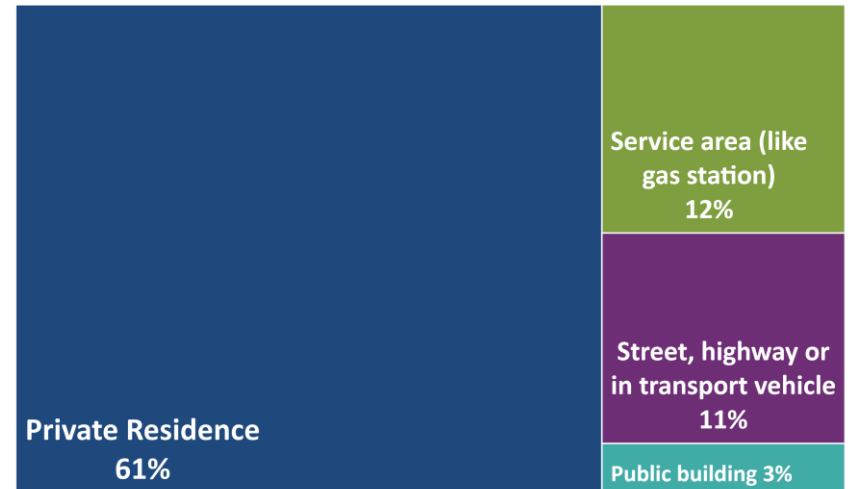 Service area (like
gas station)
12%
Street, highway or
in transport vehicle
11%
Private Residence
61%
Public building 3%